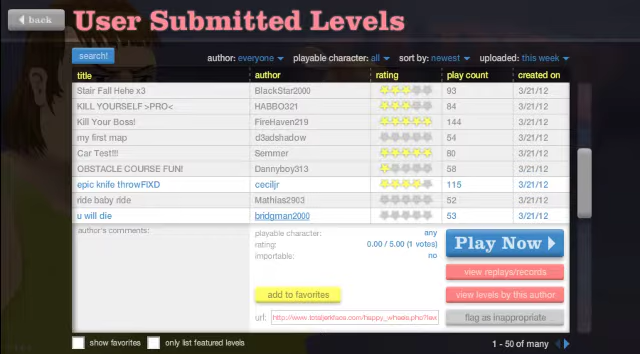 back
User Submitted Levels
search!
author: everyone playable character: all sort by: newest uploaded: this week
title author rating play count created on
Stair Fall Hehe x3 BlackStar2000 93 3/21/12
KILL YOURSELF >PRO< HABBO321 84 3/21/12
Kill Your Boss! FireHaven219 144 3/21/12
my first map d3adshadow 54 3/21/12
Car Test!!! Semmer 80 3/21/12
OBSTACLE COURSE FUN! Dannyboy313 58 3/21/12
epic knife throwFIXD ceciljr 115 3/21/12
ride baby ride Mathias2903 52 3/21/12
u will die bridgman2000 53 3/21/12
author's comments:
playable character: any
rating: 0.00 / 5.00 (1 votes)
importable: no
Play Now
view replays/records
add to favorites
view levels by this author
url: http://www.totaljerkface.com/happy_wheels.php?lev
flag as inappropriate
show favorites only list featured levels
1 - 50 of many